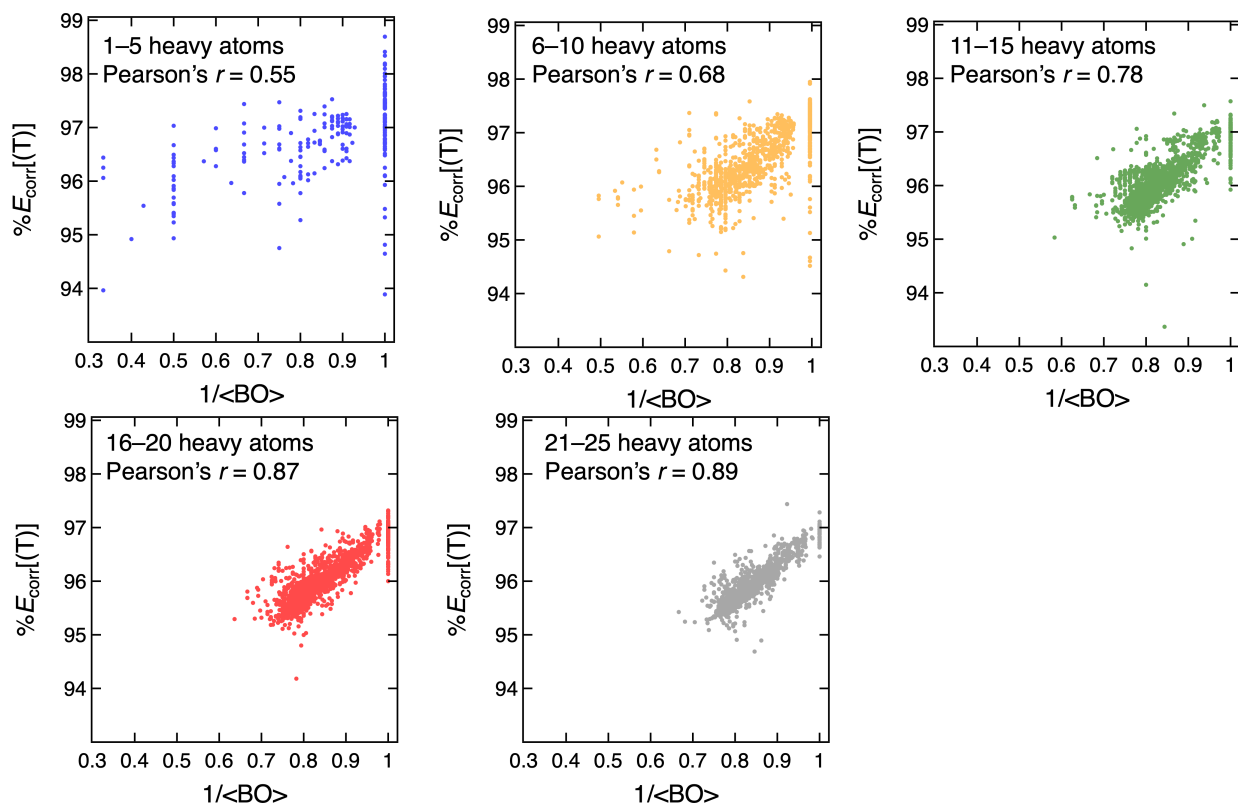 1–5 heavy atoms
Pearson's r = 0.55
%Ecorr[(T)]
99
98
97
96
95
94
0.3 0.4 0.5 0.6 0.7 0.8 0.9 1
1/<BO>
6–10 heavy atoms
Pearson's r = 0.68
%Ecorr[(T)]
99
98
97
96
95
94
0.3 0.4 0.5 0.6 0.7 0.8 0.9 1
1/<BO>
11–15 heavy atoms
Pearson's r = 0.78
%Ecorr[(T)]
99
98
97
96
95
94
0.3 0.4 0.5 0.6 0.7 0.8 0.9 1
1/<BO>
16–20 heavy atoms
Pearson's r = 0.87
%Ecorr[(T)]
99
98
97
96
95
94
0.3 0.4 0.5 0.6 0.7 0.8 0.9 1
1/<BO>
21–25 heavy atoms
Pearson's r = 0.89
%Ecorr[(T)]
99
98
97
96
95
94
0.3 0.4 0.5 0.6 0.7 0.8 0.9 1
1/<BO>